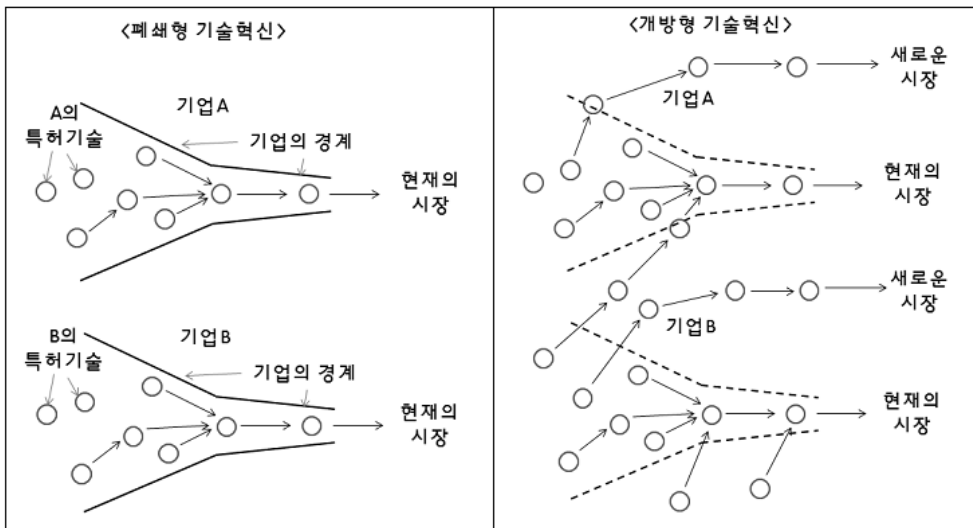 <폐쇄형 기술혁신>
A의
특허기술
기업A
기업의 경계
현재의
시장
B의
특허기술
기업B
기업의 경계
현재의
시장
<개방형 기술혁신>
새로운
시장
기업A
현재의
시장
새로운
시장
기업B
현재의
시장